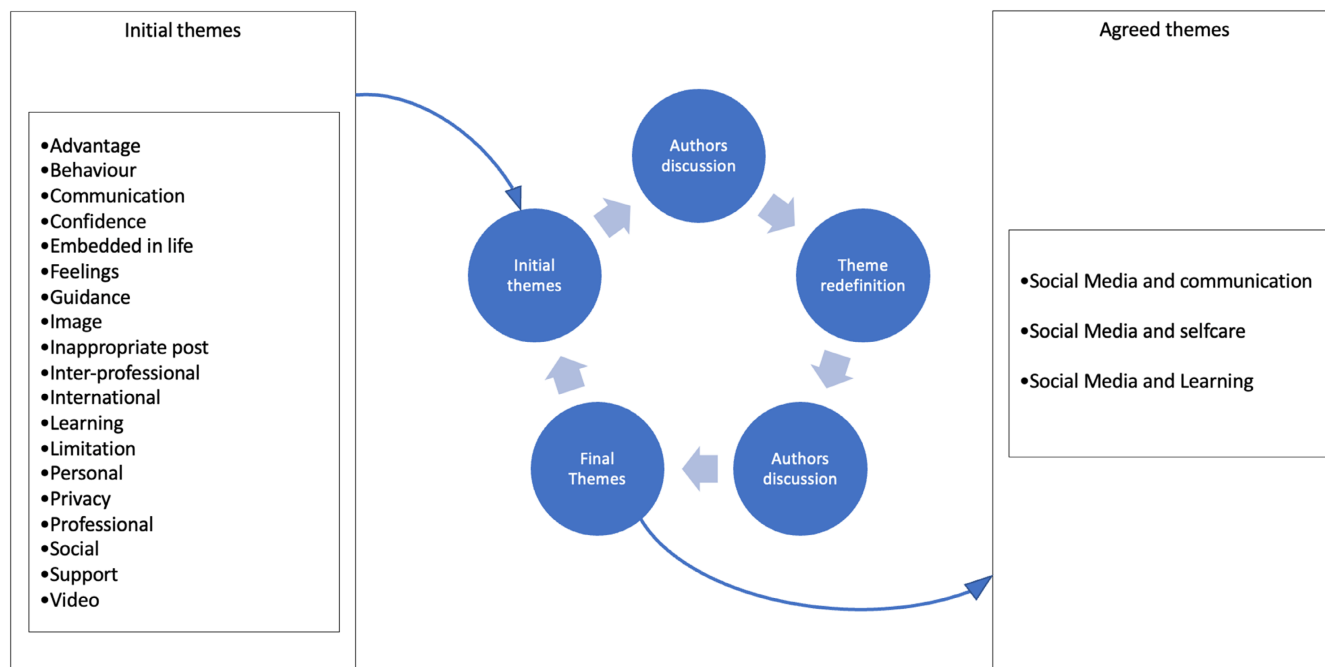 Initial themes
•Advantage
•Behaviour
•Communication
•Confidence
•Embedded in life
•Feelings
•Guidance
•Image
•Inappropriate post
•Inter-professional
•International
•Learning
•Limitation
•Personal
•Privacy
•Professional
•Social
•Support
•Video
Authors
discussion
Theme
redefinition
Authors
discussion
Final
Themes
Initial
themes
Agreed themes
•Social Media and communication
•Social Media and selfcare
•Social Media and Learning